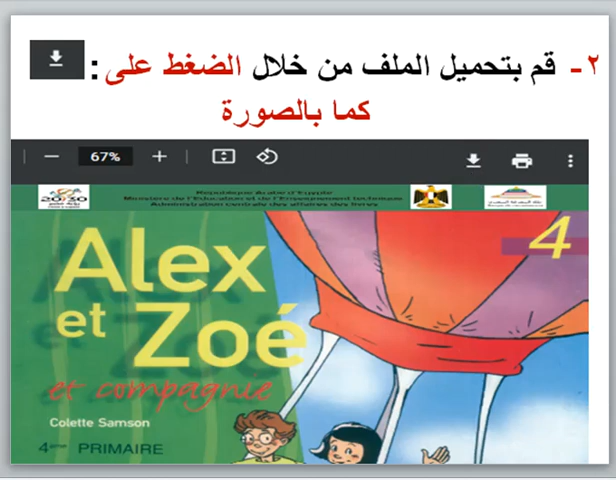 ٢- قم بتحميل الملف من خلال الضغط على :
كما بالصورة
67%
République Arabe d'Egypte
Ministère de l'Education et de l'Enseignement technique
Administration centrale des affaires des livres
2030
4
Alex
et Zoé
et compagnie
Colette Samson
4ème PRIMAIRE